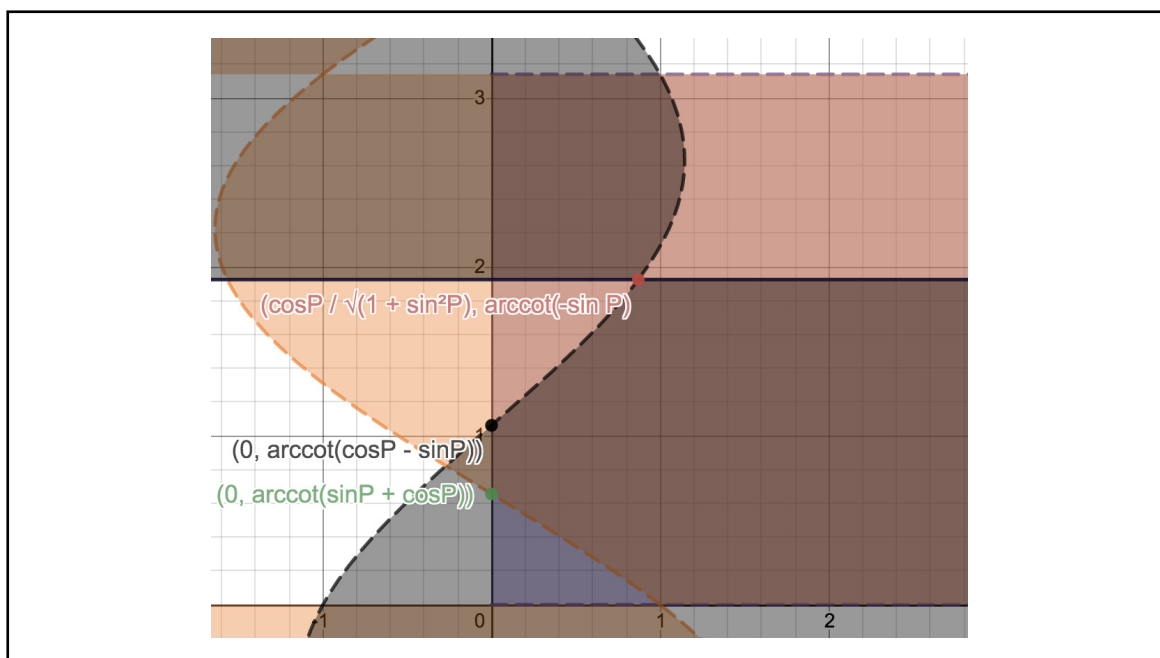 3
2
(cosP / √(1 + sin²P), arccot(-sin P)
1
(0, arccot(cosP - sinP))
(0, arccot(sinP + cosP))
1 0 1 2